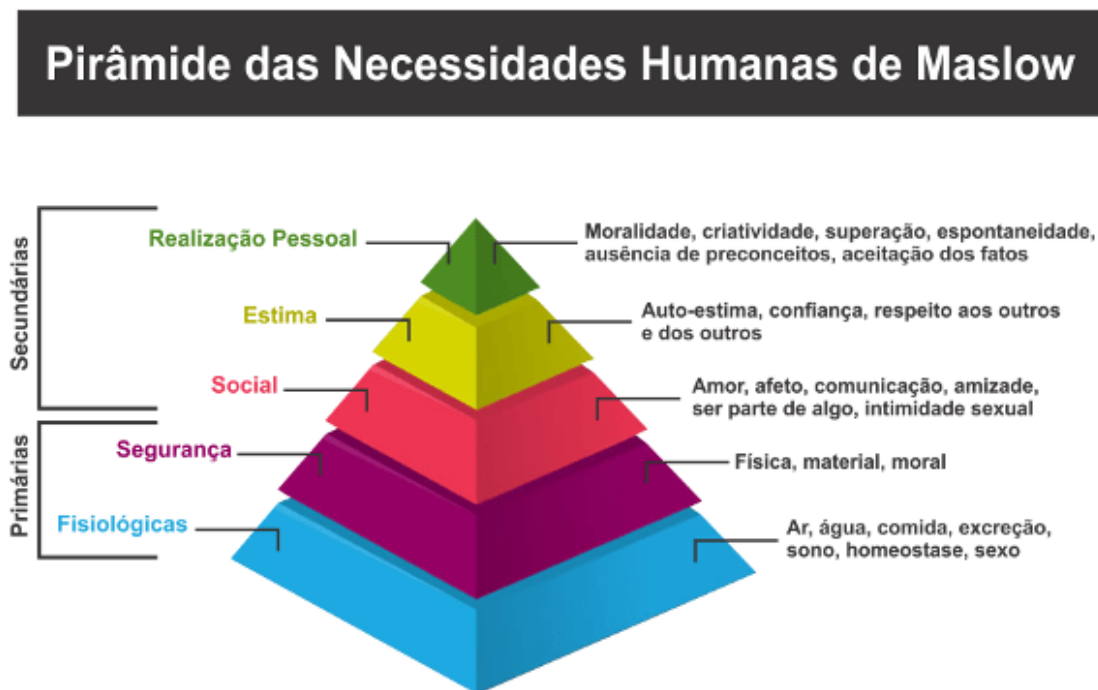 Pirâmide das Necessidades Humanas de Maslow
Secundárias
Realização Pessoal
Moralidade, criatividade, superação, espontaneidade,
ausência de preconceitos, aceitação dos fatos
Estima
Auto-estima, confiança, respeito aos outros
e dos outros
Social
Amor, afeto, comunicação, amizade,
ser parte de algo, intimidade sexual
Primárias
Segurança
Física, material, moral
Fisiológicas
Ar, água, comida, excreção,
sono, homeostase, sexo